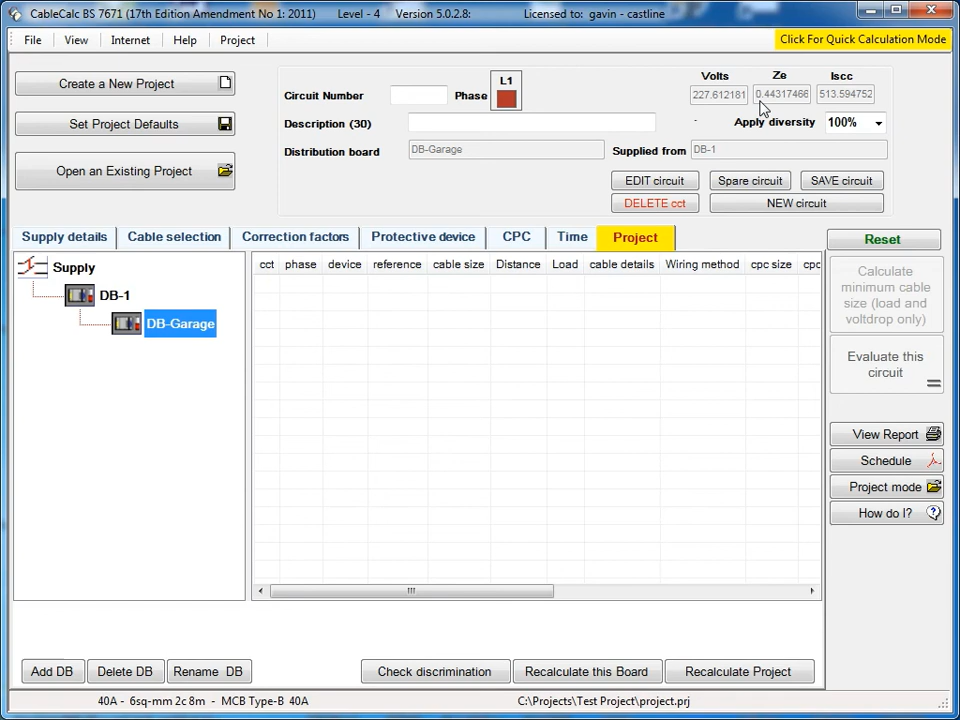 CableCalc BS 7671 (17th Edition Amendment No 1: 2011) Level - 4 Version 5.0.2.8: Licensed to: gavin - castline
File View Internet Help Project
Click For Quick Calculation Mode
Create a New Project
Set Project Defaults
Open an Existing Project
Circuit Number Phase L1
Volts Ze Iscc
227.612181 0.44317466 513.594752
Description (30) - Apply diversity 100%
Distribution board DB-Garage Supplied from DB-1
EDIT circuit Spare circuit SAVE circuit
DELETE cct NEW circuit
Supply details Cable selection Correction factors Protective device CPC Time Project
Reset
Supply
DB-1
DB-Garage
cct phase device reference cable size Distance Load cable details Wiring method cpc size cpc
Calculate
minimum cable
size (load and
voltdrop only)
Evaluate this
circuit
View Report
Schedule
Project mode
How do I?
Add DB Delete DB Rename DB Check discrimination Recalculate this Board Recalculate Project
40A - 6sq-mm 2c 8m - MCB Type-B 40A C:\Projects\Test Project\project.prj